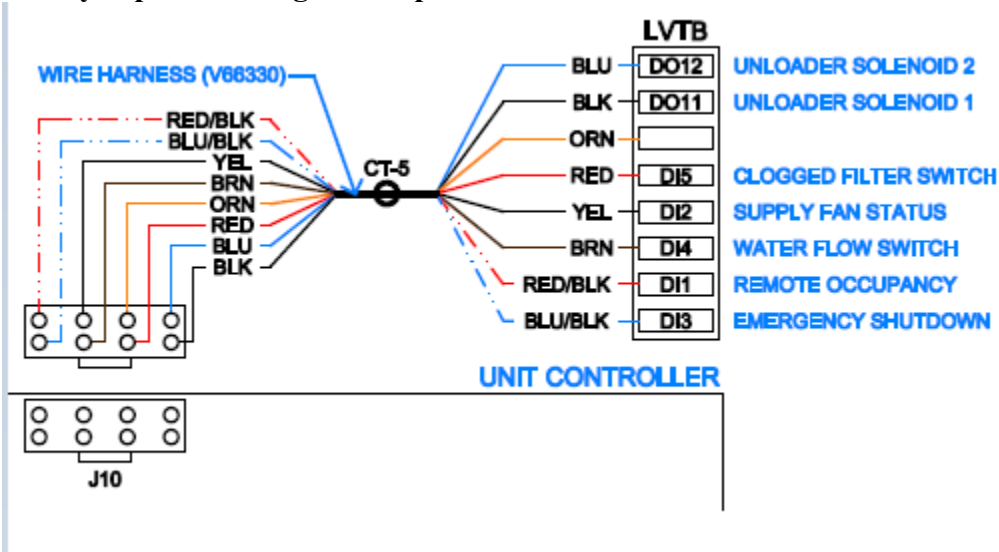 LVTB
BLU DO12 UNLOADER SOLENOID 2
WIRE HARNESS (V66330)
BLK DO11 UNLOADER SOLENOID 1
RED/BLK
ORN
BLU/BLK
YEL
CT-5
RED DI5 CLOGGED FILTER SWITCH
BRN
ORN
YEL DI2 SUPPLY FAN STATUS
RED
BLU
BRN DI4 WATER FLOW SWITCH
BLK
RED/BLK DI1 REMOTE OCCUPANCY
BLU/BLK DI3 EMERGENCY SHUTDOWN
UNIT CONTROLLER
J10